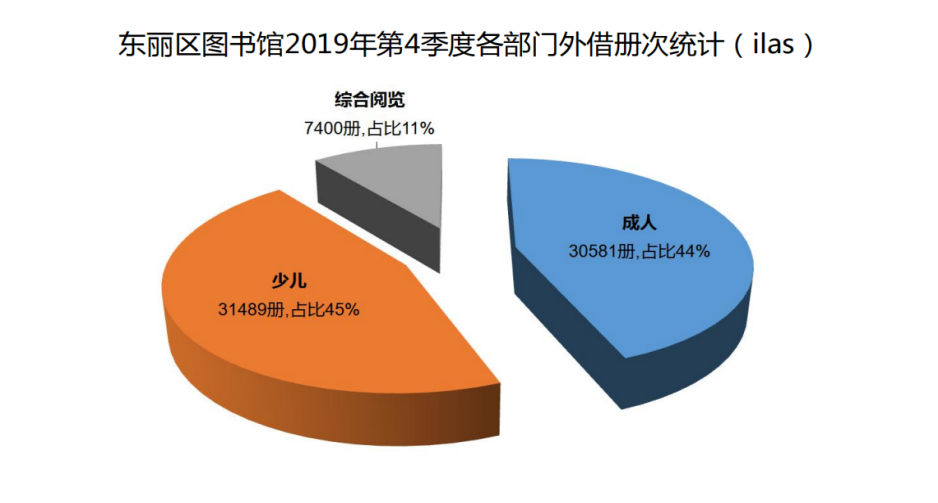 东丽区图书馆2019年第4季度各部门外借册次统计（ilas）
综合阅览
7400册,占比11%
成人
30581册,占比44%
少儿
31489册,占比45%